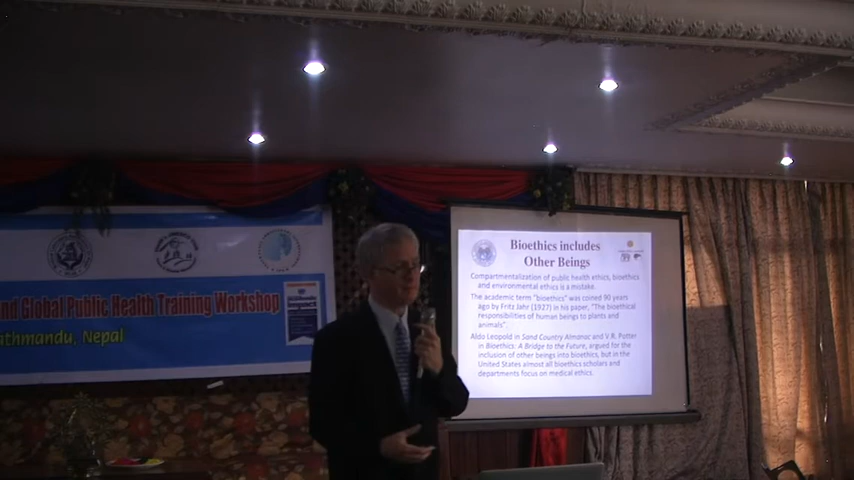 and Global Public Health Training Workshop
athmandu, Nepal
Bioethics includes
Other Beings
Compartmentalization of public health ethics, bioethics
and environmental ethics is a mistake.
The academic term "bioethics" was coined 90 years
ago by Fritz Jahr (1927) in his paper, "The bioethical
responsibilities of human beings to plants and
animals".
Aldo Leopold in Sand Country Almanac and V.R. Potter
in Bioethics: A Bridge to the Future, argued for the
inclusion of other beings into bioethics, but in the
United States almost all bioethics scholars and
departments focus on medical ethics.